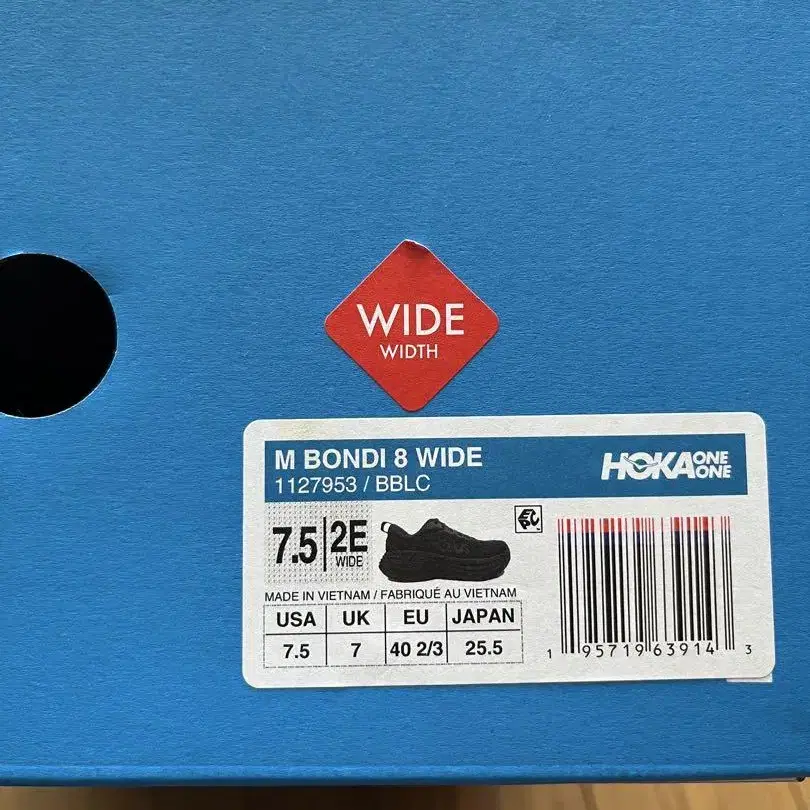 WIDE
WIDTH
M BONDI 8 WIDE
1127953 / BBLC
HOKA ONE ONE
7.5 2E WIDE
MADE IN VIETNAM / FABRIQUÉ AU VIETNAM
USA UK EU JAPAN
7.5 7 40 2/3 25.5
1 95719 63914 3